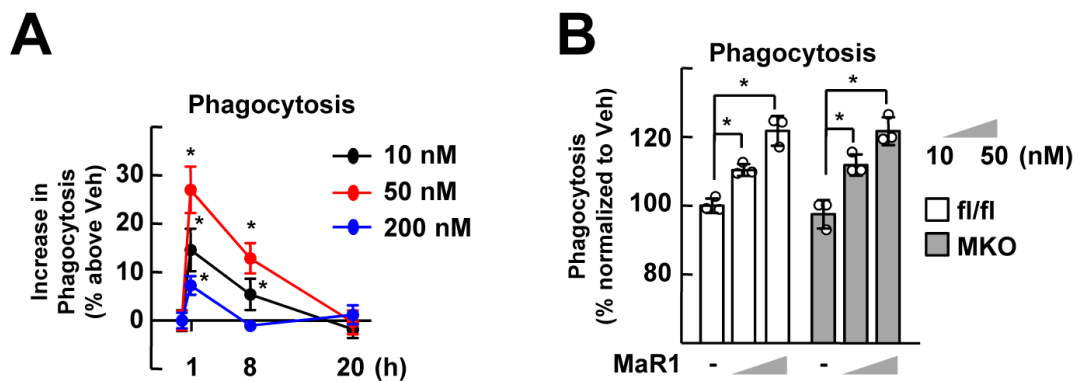 A
Phagocytosis
Increase in
Phagocytosis
(% above Veh)
30
20
10
0
1 8 20 (h)
* * * * *
10 nM
50 nM
200 nM
B
Phagocytosis
Phagocytosis
(% normalized to Veh)
120
100
80
* * * *
MaR1 - -
10 50 (nM)
fl/fl
MKO